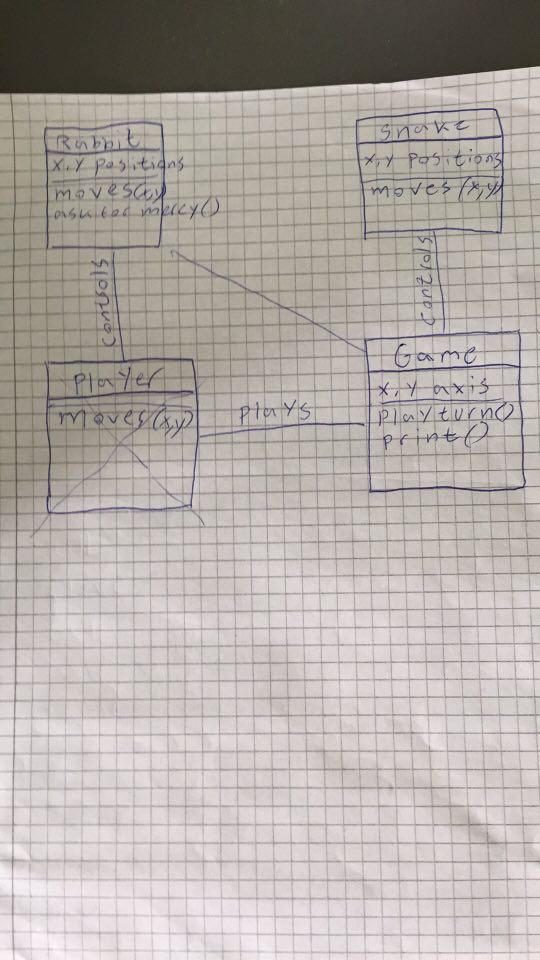 Rabbit
x, y positions
moves(x,y)
ask for mercy()
Snake
x, y positions
moves (x,y)
controls
controls
Player
moves (x,y)
plays
Game
x, y axis
playturn()
print()